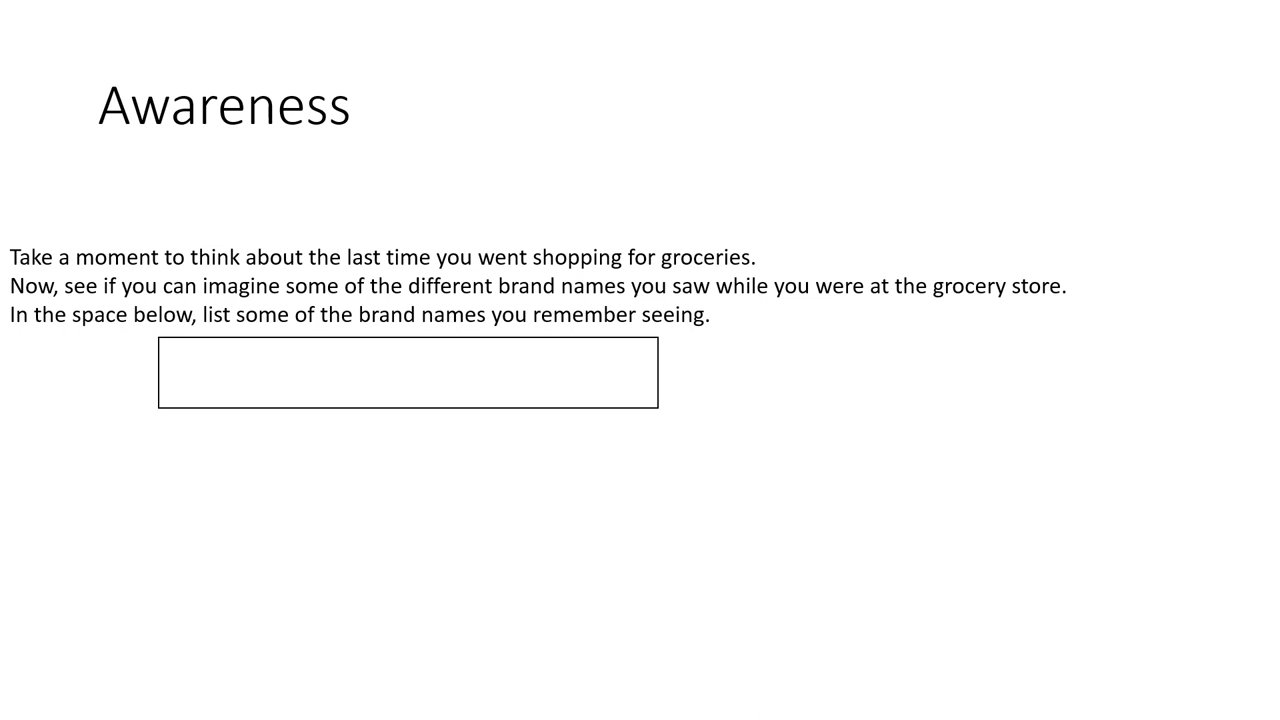 Awareness
Take a moment to think about the last time you went shopping for groceries.
Now, see if you can imagine some of the different brand names you saw while you were at the grocery store.
In the space below, list some of the brand names you remember seeing.